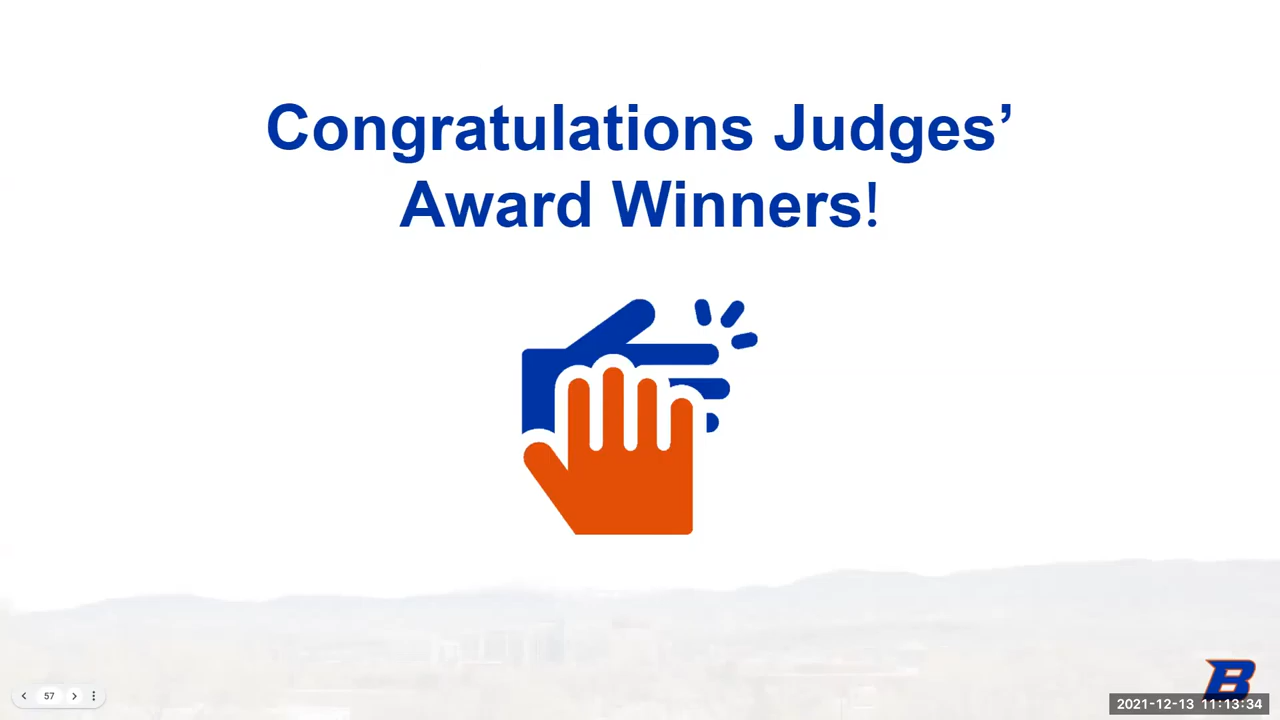 Congratulations Judges’
Award Winners!
57
B
2021-12-13 11:13:34